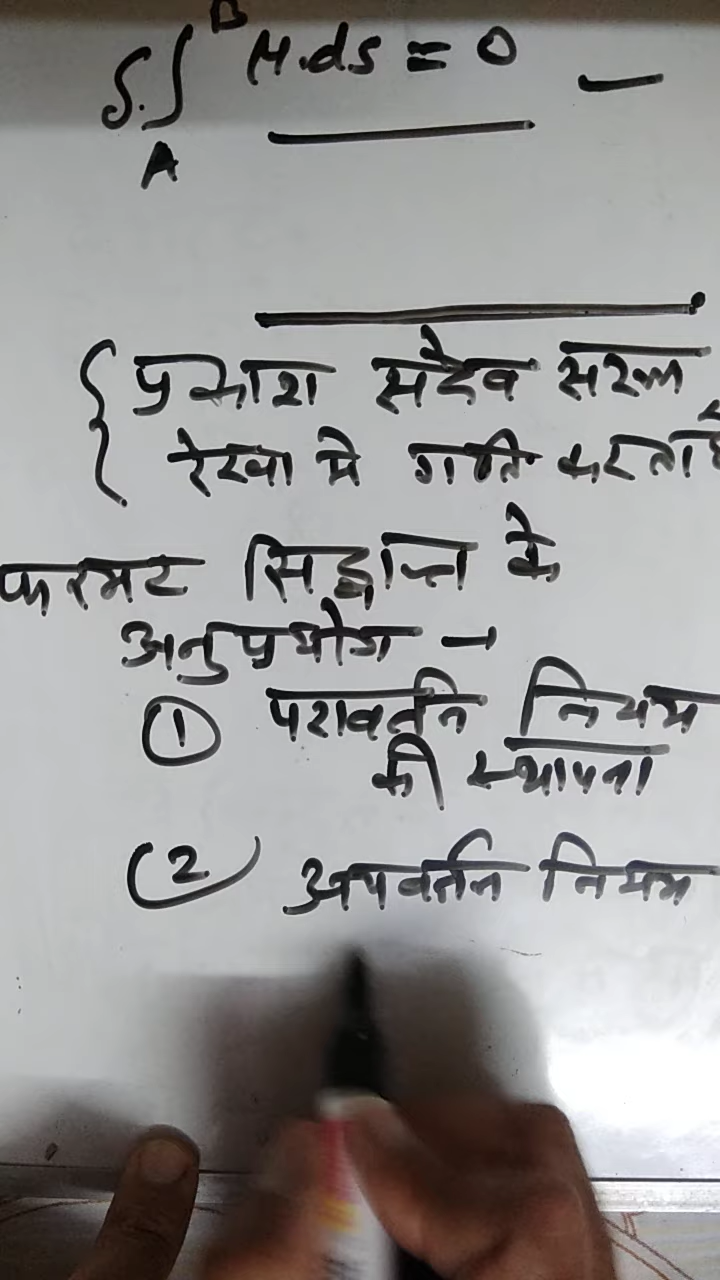 δ.∫ᴮ μ.ds = 0 —
A
{ प्रकाश सदैव सरल
रेखा मे गति करता है
फरमट सिद्धान्त के
अनुप्रयोग →
① परावर्तन नियम
की स्थापना
② अपवर्तन नियम